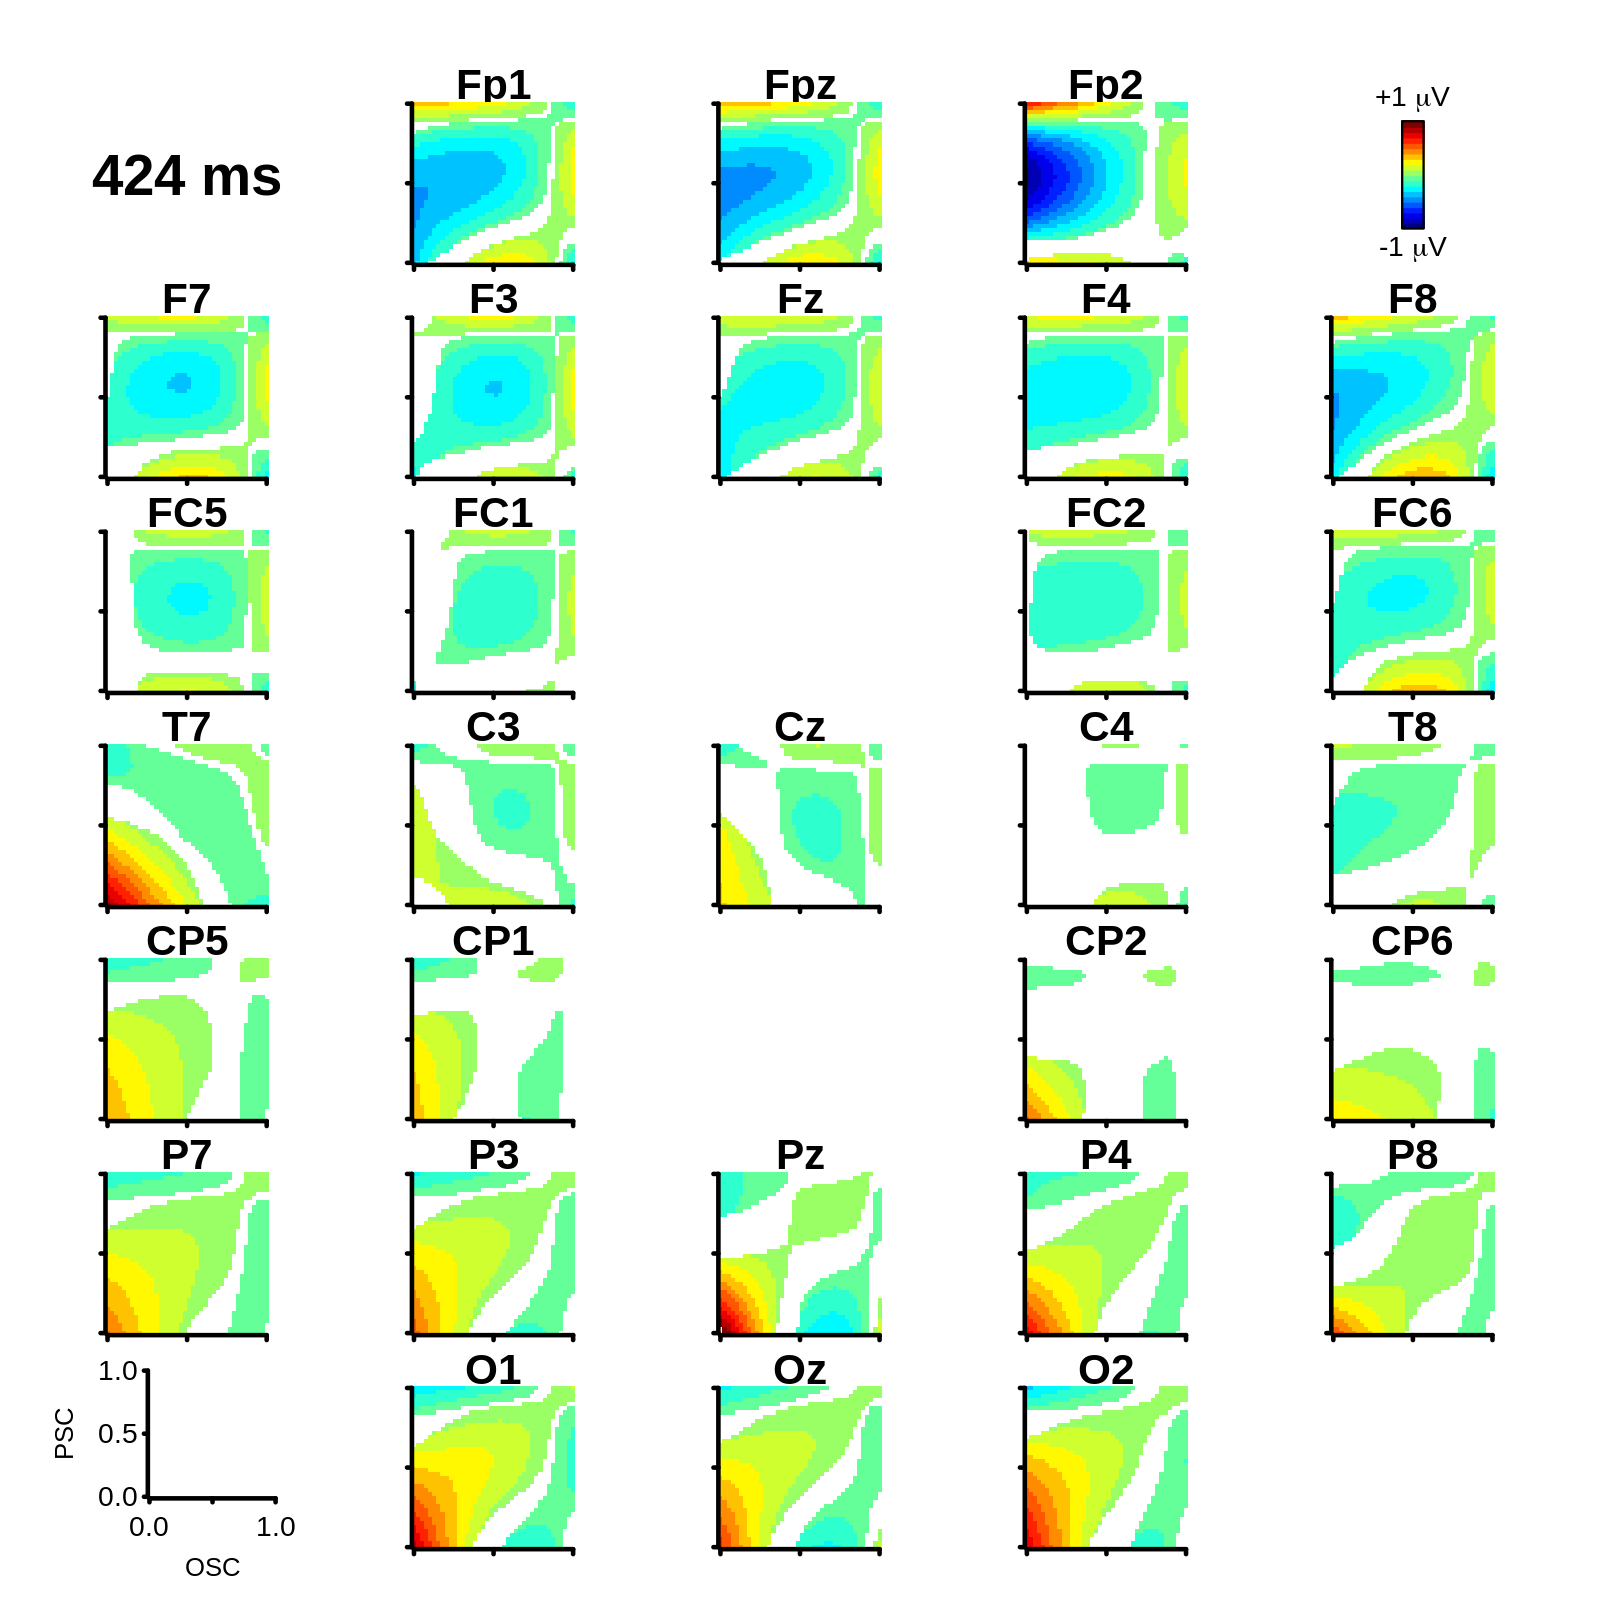 Fp1 Fpz Fp2
+1 μV
424 ms
-1 μV
F7 F3 Fz F4 F8
FC5 FC1 FC2 FC6
T7 C3 Cz C4 T8
CP5 CP1 CP2 CP6
P7 P3 Pz P4 P8
O1 Oz O2
1.0
PSC
0.5
0.0
0.0 1.0
OSC